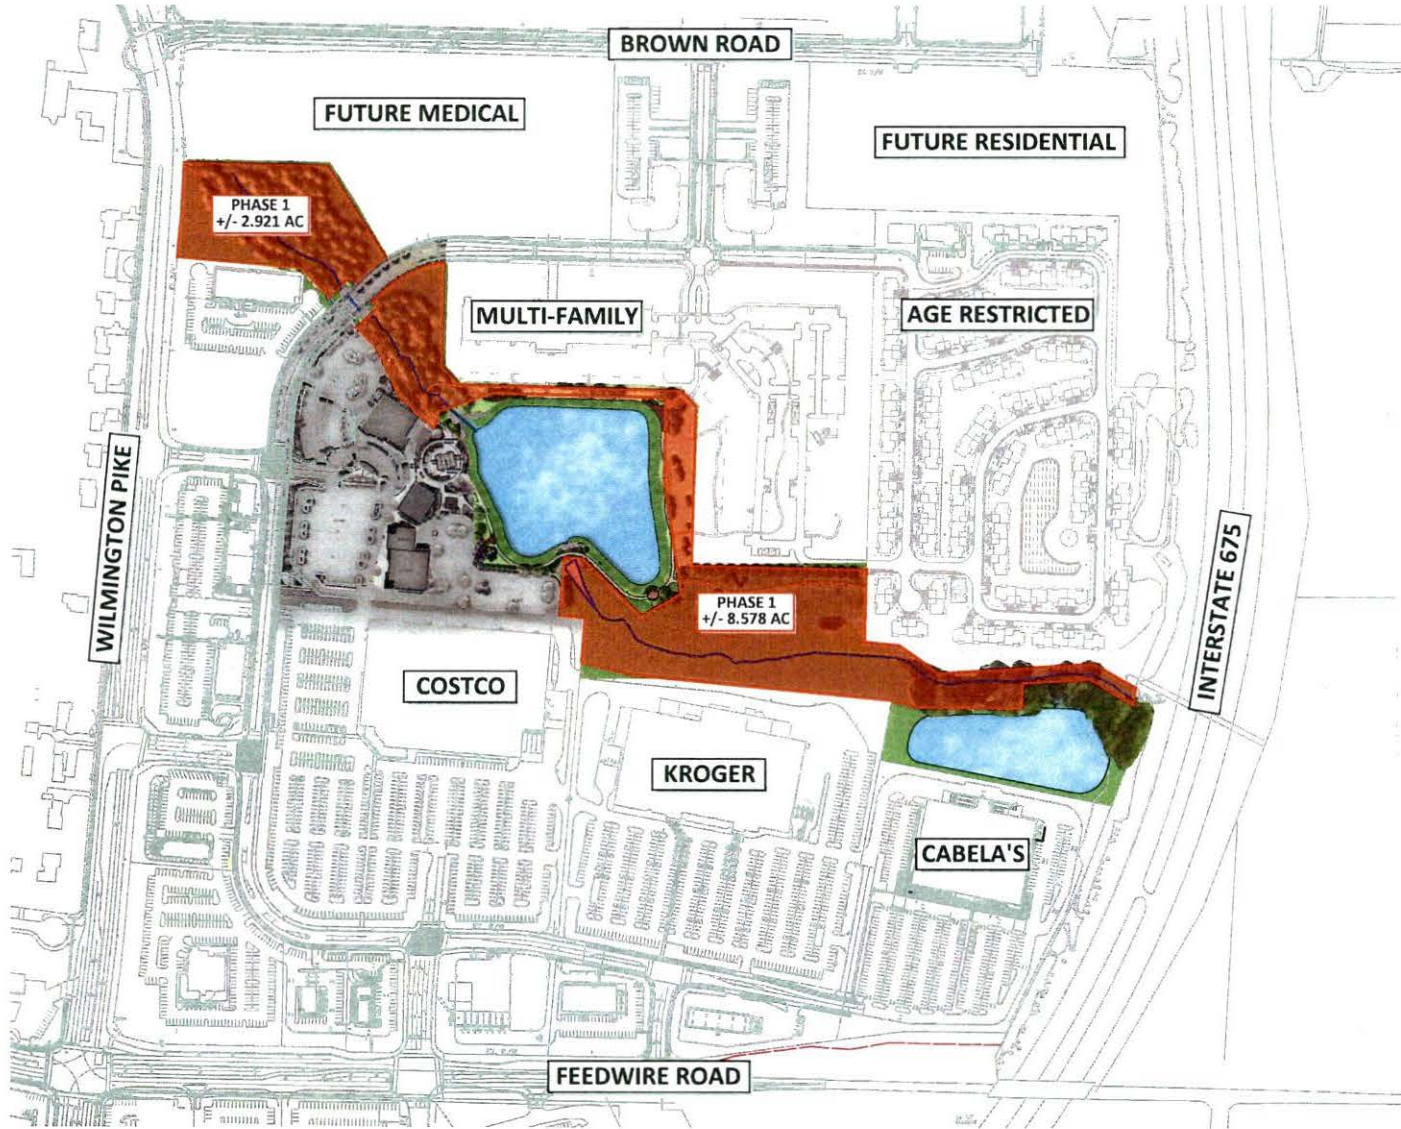 BROWN ROAD
FUTURE MEDICAL
FUTURE RESIDENTIAL
PHASE 1
+/- 2.921 AC
MULTI-FAMILY
AGE RESTRICTED
WILMINGTON PIKE
INTERSTATE 675
PHASE 1
+/- 8.578 AC
COSTCO
KROGER
CABELA'S
FEEDWIRE ROAD